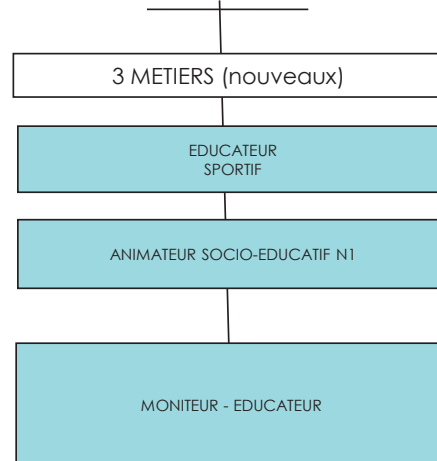 3 METIERS (nouveaux)
EDUCATEUR
SPORTIF
ANIMATEUR SOCIO-EDUCATIF N1
MONITEUR - EDUCATEUR